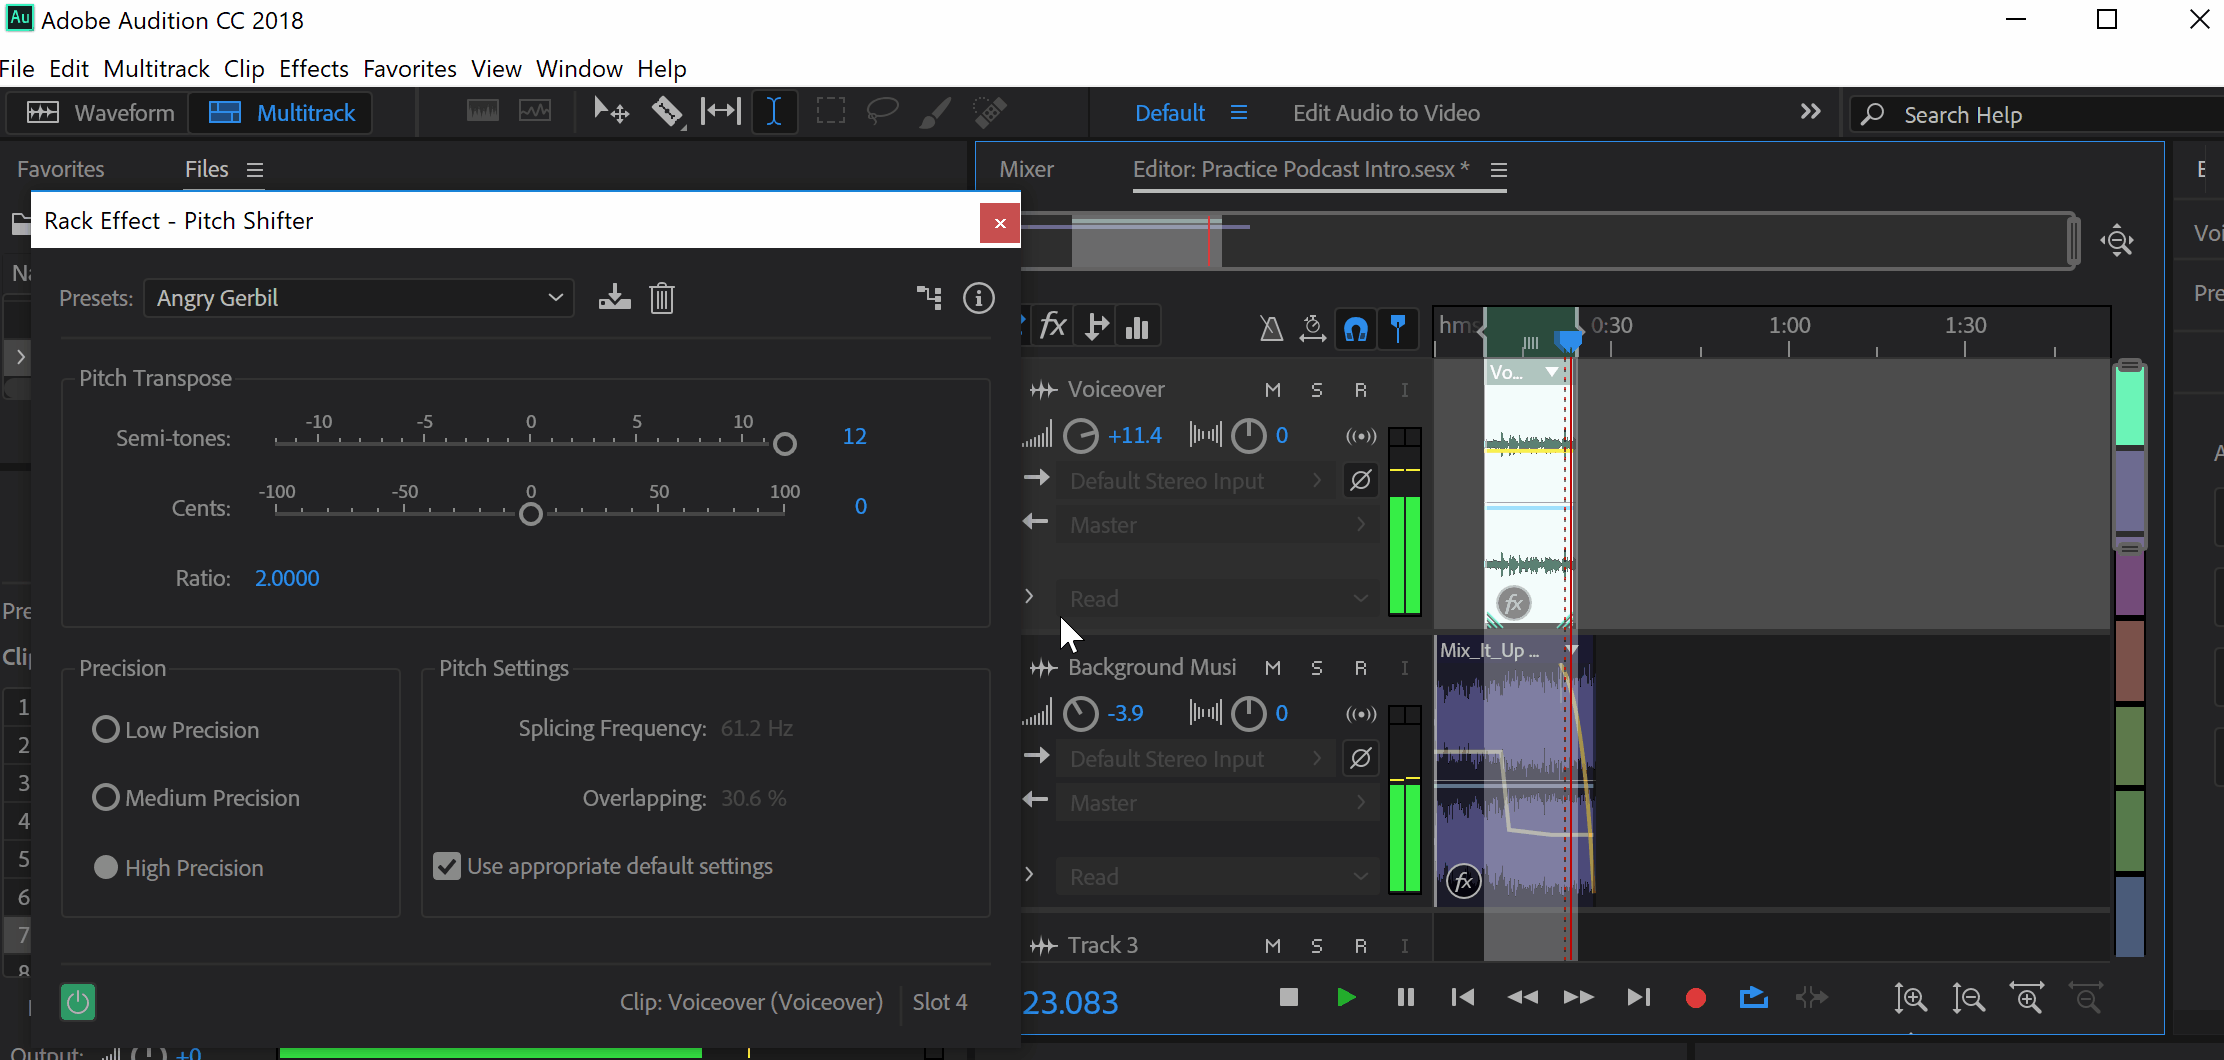 Au Adobe Audition CC 2018
File Edit Multitrack Clip Effects Favorites View Window Help
Waveform Multitrack Default Edit Audio to Video Search Help
Favorites Files Mixer Editor: Practice Podcast Intro.sesx *
Rack Effect - Pitch Shifter
Presets: Angry Gerbil
Pitch Transpose
-10 -5 0 5 10
Semi-tones: 12
-100 -50 0 50 100
Cents: 0
Ratio: 2.0000
Precision
Low Precision
Medium Precision
High Precision
Pitch Settings
Splicing Frequency: 61.2 Hz
Overlapping: 30.6 %
Use appropriate default settings
Clip: Voiceover (Voiceover) Slot 4
1
2
3
4
5
6
7
8
fx
hms 0:30 1:00 1:30
Voiceover M S R I
+11.4 0
Default Stereo Input
Master
Read
Vo...
fx
Background Musi M S R I
-3.9 0
Default Stereo Input
Master
Read
Mix_It_Up ...
fx
Track 3 M S R I
23.083
Output: +0